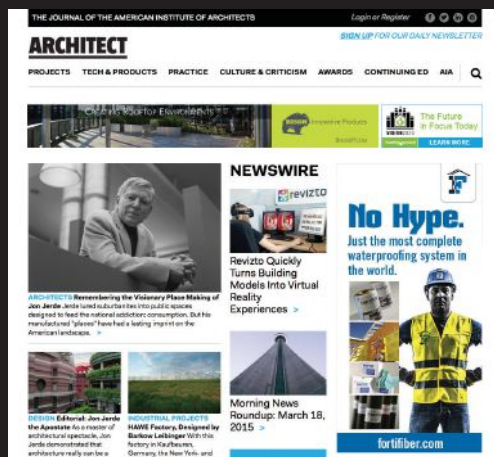 THE JOURNAL OF THE AMERICAN INSTITUTE OF ARCHITECTS
Login or Register
SIGN UP FOR OUR DAILY NEWSLETTER
ARCHITECT
PROJECTS TECH & PRODUCTS PRACTICE CULTURE & CRITICISM AWARDS CONTINUING ED AIA
CREATING ROOFTOP ENVIRONMENTS
BISON Innovative Products
The Future
in Focus Today
LEARN MORE
ARCHITECTS Remembering the Visionary Place Making of
Jon Jerde Jerde lured suburbanites into public spaces
designed to feed the national addiction: consumption. But his
manufactured "places" have had a lasting imprint on the
American landscape. >
DESIGN Editorial: Jon Jerde
the Apostate As a master of
architectural spectacle, Jon
Jerde demonstrated that
architecture really can be a
INDUSTRIAL PROJECTS
HAWE Factory, Designed by
Barkow Leibinger With this
factory in Kaufbeuren,
Germany, the New York- and
NEWSWIRE
revizto
Revizto Quickly
Turns Building
Models Into Virtual
Reality
Experiences >
Morning News
Roundup: March 18,
2015 >
No Hype.
Just the most complete
waterproofing system in
the world.
fortifiber.com